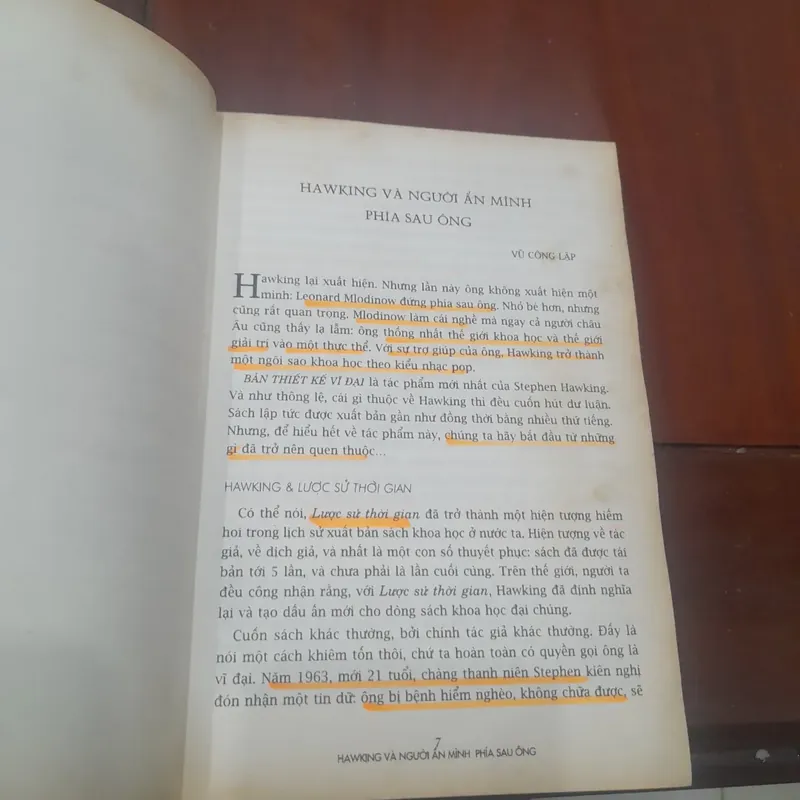 HAWKING VÀ NGƯỜI ẨN MÌNH
PHÍA SAU ÔNG
VŨ CÔNG LẬP
Hawking lại xuất hiện. Nhưng lần này ông không xuất hiện một
mình: Leonard Mlodinow đứng phía sau ông. Nhỏ bé hơn, nhưng
cũng rất quan trọng. Mlodinow làm cái nghề mà ngay cả người châu
Âu cũng thấy lạ lẫm: ông thống nhất thế giới khoa học và thế giới
giải trí vào một thực thể. Với sự trợ giúp của ông, Hawking trở thành
một ngôi sao khoa học theo kiểu nhạc pop.
BẢN THIẾT KẾ VĨ ĐẠI là tác phẩm mới nhất của Stephen Hawking.
Và như thông lệ, cái gì thuộc về Hawking thì đều cuốn hút dư luận.
Sách lập tức được xuất bản gần như đồng thời bằng nhiều thứ tiếng.
Nhưng, để hiểu hết về tác phẩm này, chúng ta hãy bắt đầu từ những
gì đã trở nên quen thuộc...
HAWKING & LƯỢC SỬ THỜI GIAN
Có thể nói, Lược sử thời gian đã trở thành một hiện tượng hiếm
hoi trong lịch sử xuất bản sách khoa học ở nước ta. Hiện tượng về tác
giả, về dịch giả, và nhất là một con số thuyết phục: sách đã được tái
bản tới 5 lần, và chưa phải là lần cuối cùng. Trên thế giới, người ta
đều công nhận rằng, với Lược sử thời gian, Hawking đã định nghĩa
lại và tạo dấu ấn mới cho dòng sách khoa học đại chúng.
Cuốn sách khác thường, bởi chính tác giả khác thường. Đấy là
nói một cách khiêm tốn thôi, chứ ta hoàn toàn có quyền gọi ông là
vĩ đại. Năm 1963, mới 21 tuổi, chàng thanh niên Stephen kiên nghị
đón nhận một tin dữ: ông bị bệnh hiểm nghèo, không chữa được, sẽ
7
HAWKING VÀ NGƯỜI ẨN MÌNH PHÍA SAU ÔNG